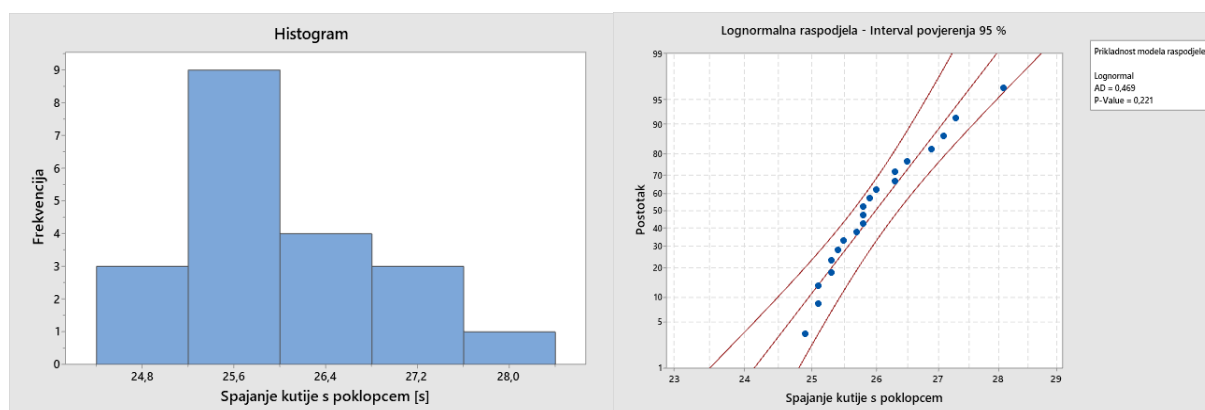 Histogram
Frekvencija
9
8
7
6
5
4
3
2
1
0
24,8 25,6 26,4 27,2 28,0
Spajanje kutije s poklopcem [s]
Lognormalna raspodjela - Interval povjerenja 95 %
Postotak
99
95
90
80
70
60
50
40
30
20
10
5
1
23 24 25 26 27 28 29
Spajanje kutije s poklopcem
Prikladnost modela raspodjele
Lognormal
AD = 0,469
P-Value = 0,221